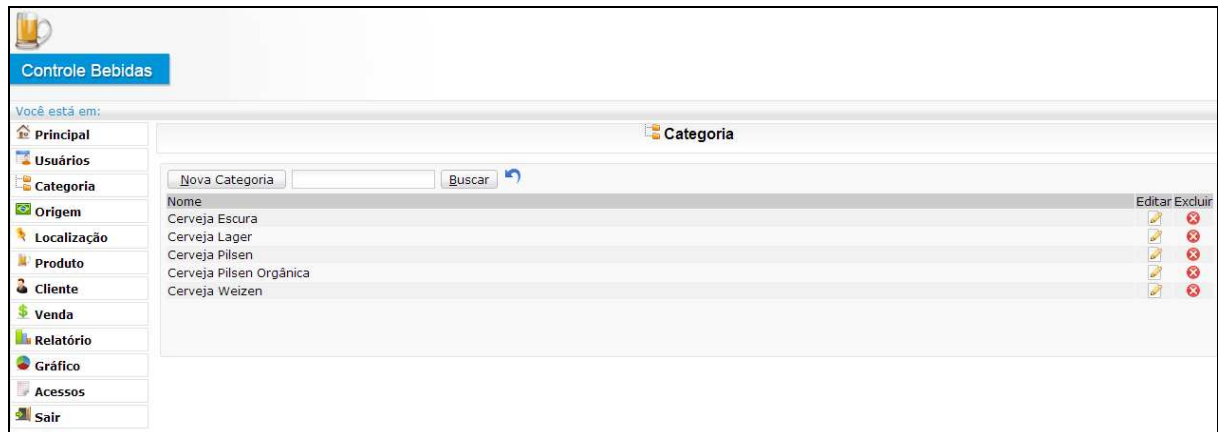 Controle Bebidas
Você está em:
Principal
Usuários
Categoria
Origem
Localização
Produto
Cliente
Venda
Relatório
Gráfico
Acessos
Sair
Categoria
Nova Categoria Buscar
Nome Editar Excluir
Cerveja Escura
Cerveja Lager
Cerveja Pilsen
Cerveja Pilsen Orgânica
Cerveja Weizen